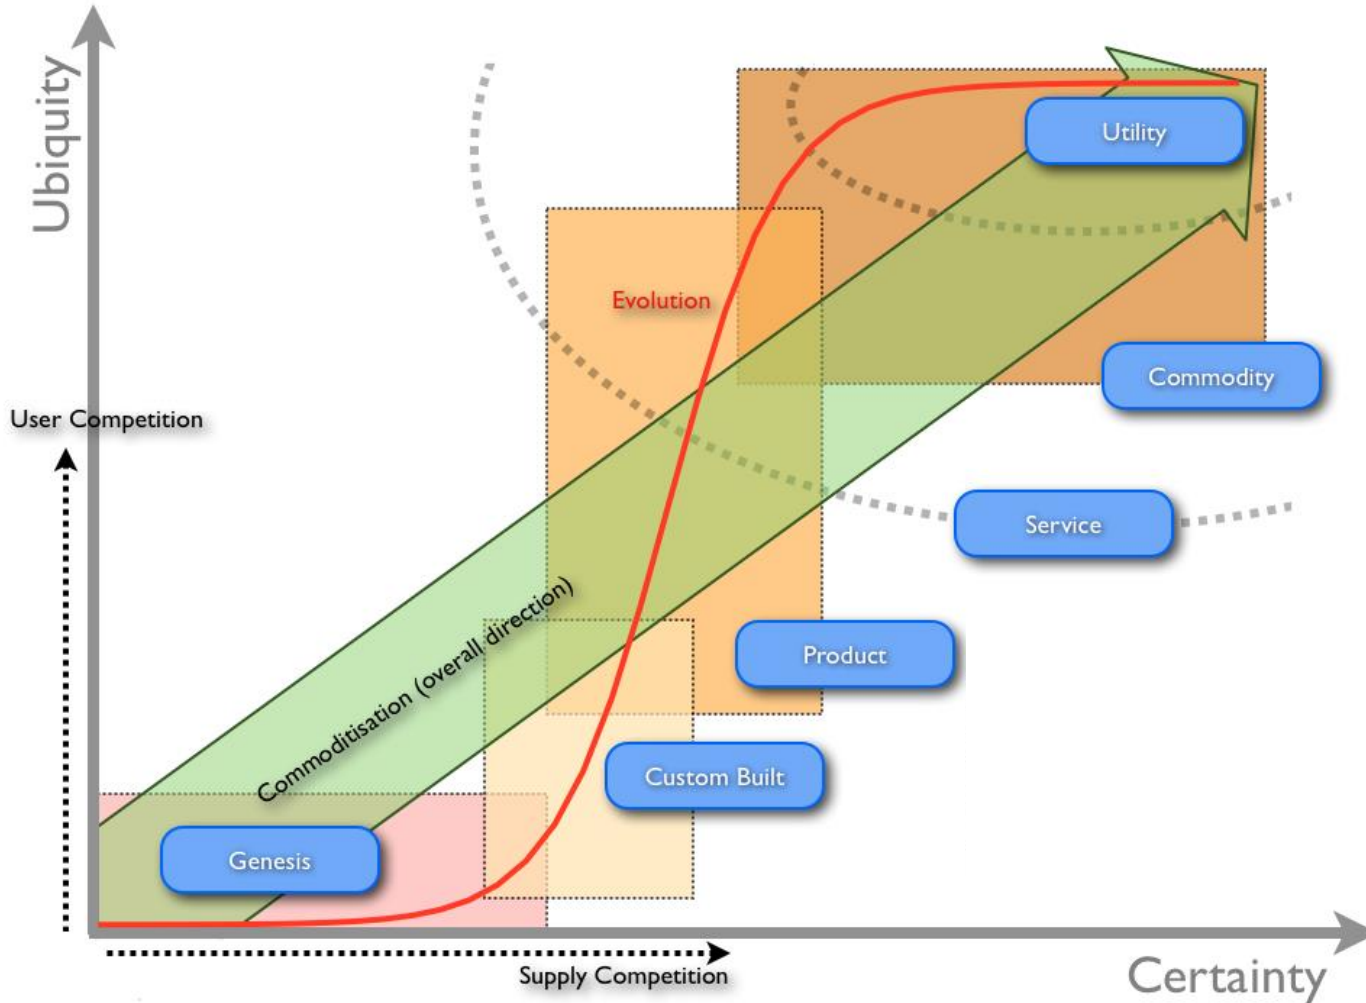 Ubiquity
Utility
Evolution
Commodity
User Competition
Service
Commoditisation (overall direction)
Product
Custom Built
Genesis
Supply Competition
Certainty